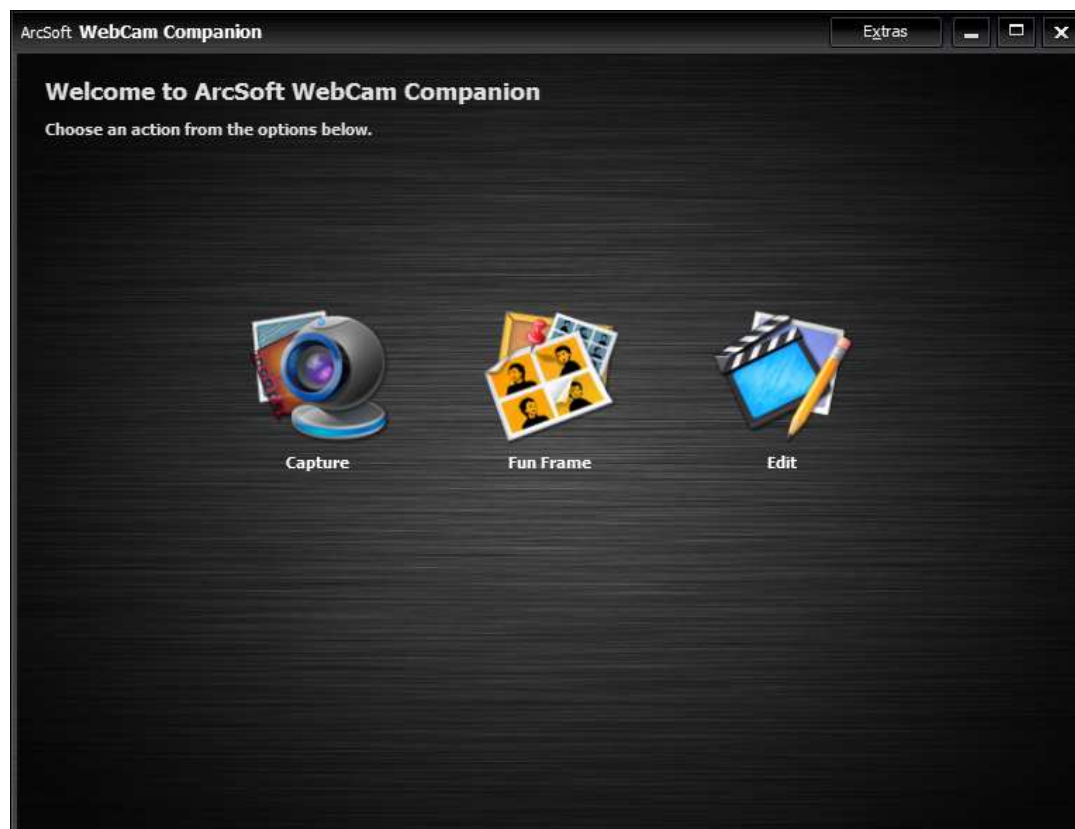 ArcSoft WebCam Companion
Extras
Welcome to ArcSoft WebCam Companion
Choose an action from the options below.
Capture
Fun Frame
Edit